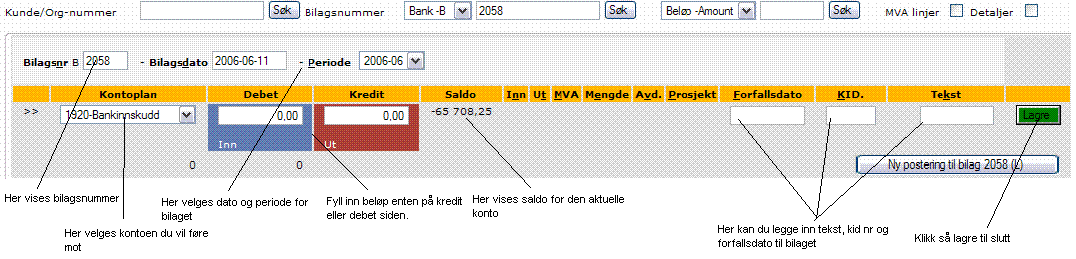 Kunde/Org-nummer Søk Bilagsnummer Bank -B 2058 Søk Beløp -Amount Søk MVA linjer Detaljer
Bilagsnr B 2058 - Bilagsdato 2006-06-11 - Periode 2006-06
Kontoplan Debet Kredit Saldo Inn Ut MVA Mengde Avd. Prosjekt Forfallsdato KID. Tekst
>> 1920-Bankinnskudd 0,00 0,00 -65 708,25 Lagre
Inn Ut
0 0 Ny postering til bilag 2058 (L)
Her vises bilagsnummer
Her velges kontoen du vil føre
mot
Her velges dato og periode for
bilaget
Fyll inn beløp enten på kredit
eller debet siden.
Her vises saldo for den aktuelle
konto
Her kan du legge inn tekst, kid nr og
forfallsdato til bilaget
Klikk så lagre til slutt